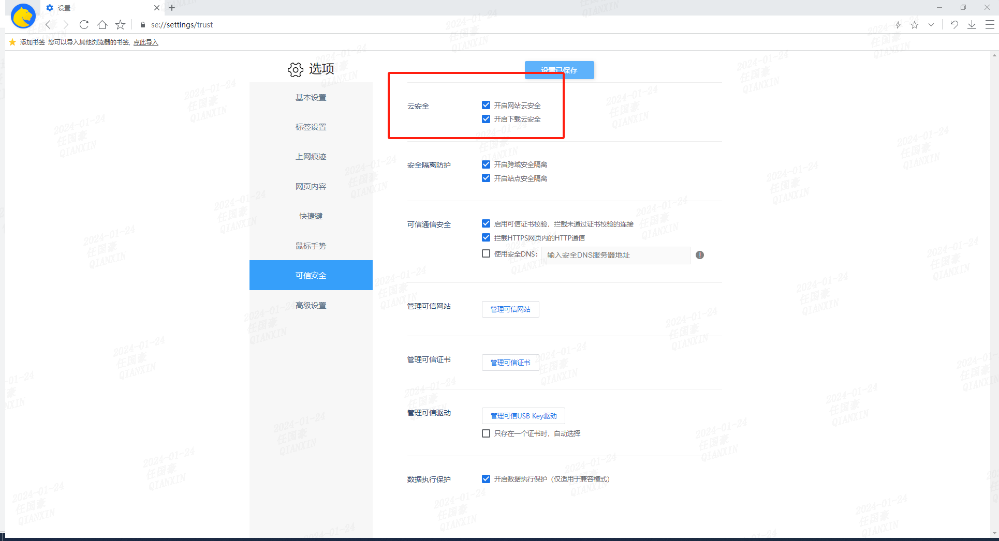 设置
se://settings/trust
添加书签 您可以导入其他浏览器的书签, 点此导入
选项
设置已保存
基本设置
标签设置
上网痕迹
网页内容
快捷键
鼠标手势
可信安全
高级设置
云安全
开启网站云安全
开启下载云安全
安全隔离防护
开启跨域安全隔离
开启站点安全隔离
可信通信安全
启用可信证书校验，拦截未通过证书校验的连接
拦截HTTPS网页内的HTTP通信
使用安全DNS： 输入安全DNS服务器地址
管理可信网站
管理可信网站
管理可信证书
管理可信证书
管理可信驱动
管理可信USB Key驱动
只存在一个证书时，自动选择
数据执行保护
开启数据执行保护（仅适用于兼容模式）
2024-01-24
任国豪
QIANXIN